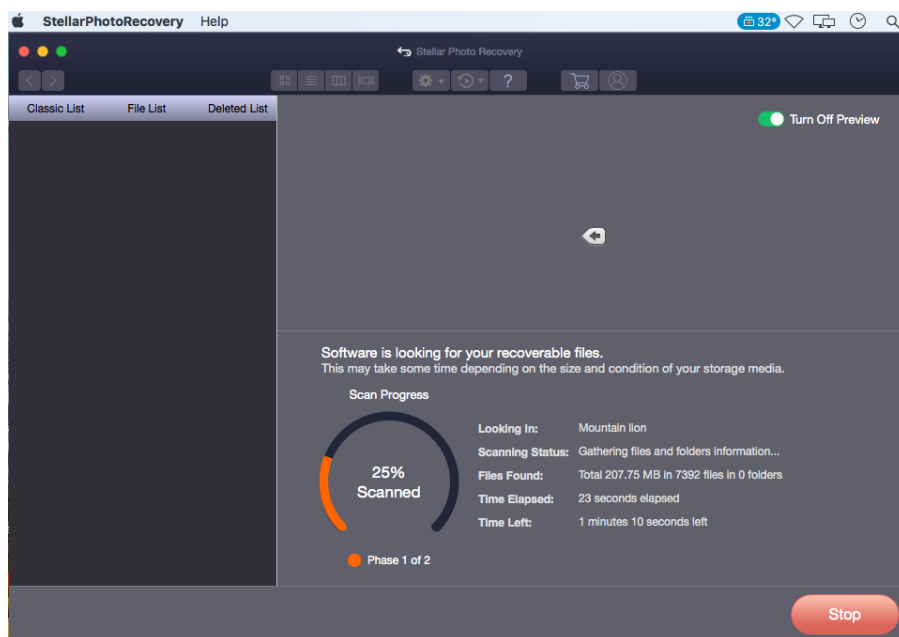 StellarPhotoRecovery Help 32°
Stellar Photo Recovery
?
Classic List File List Deleted List
Turn Off Preview
Software is looking for your recoverable files.
This may take some time depending on the size and condition of your storage media.
Scan Progress
25%
Scanned
Phase 1 of 2
Looking In: Mountain lion
Scanning Status: Gathering files and folders information...
Files Found: Total 207.75 MB in 7392 files in 0 folders
Time Elapsed: 23 seconds elapsed
Time Left: 1 minutes 10 seconds left
Stop